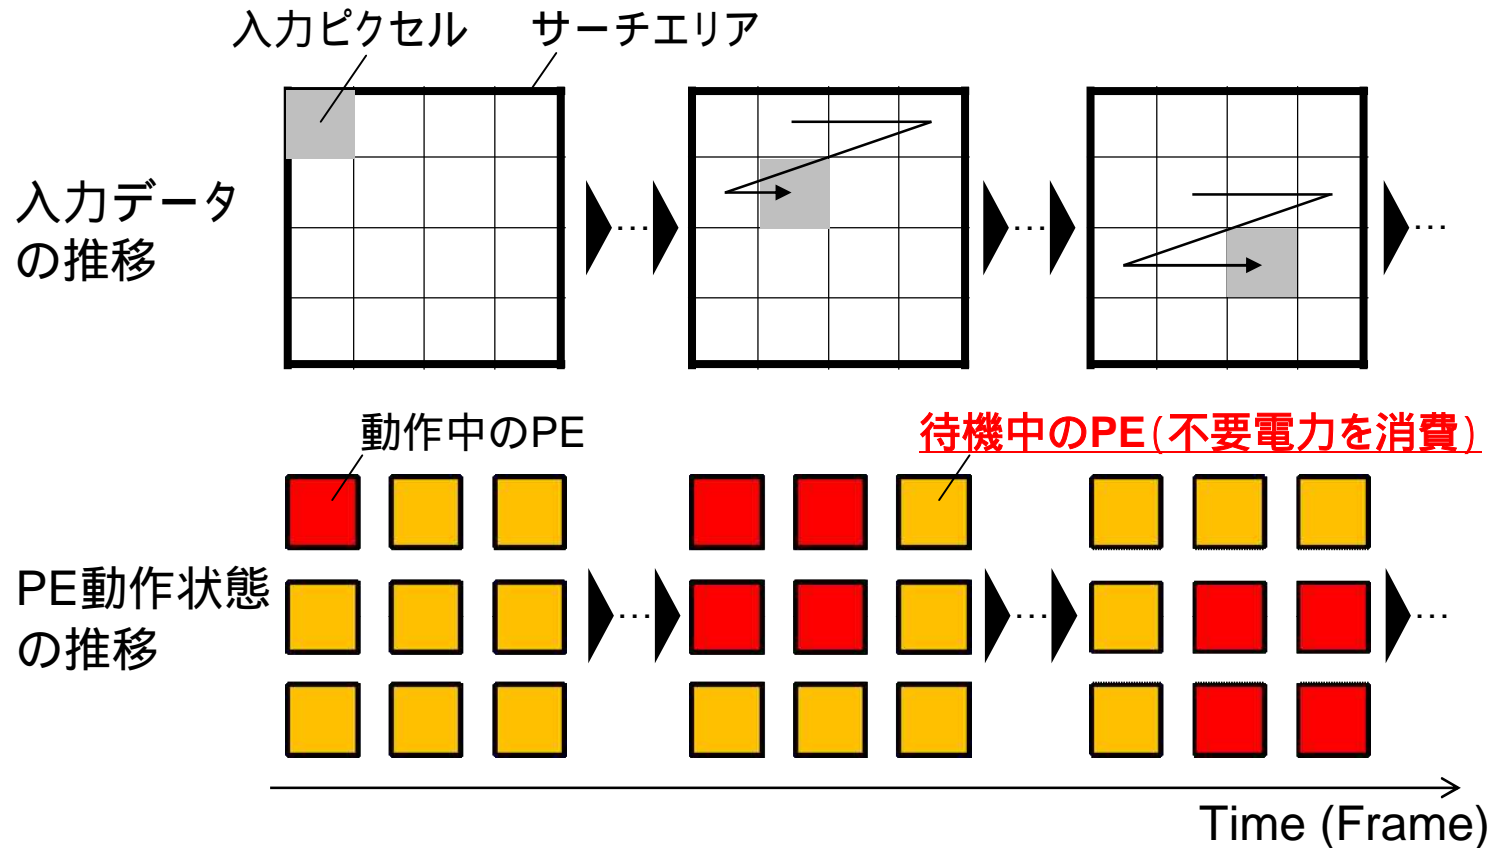 入力ピクセル サーチエリア
入力データ
の推移
… … …
動作中のPE 待機中のPE(不要電力を消費)
PE動作状態
の推移
… … …
Time (Frame)